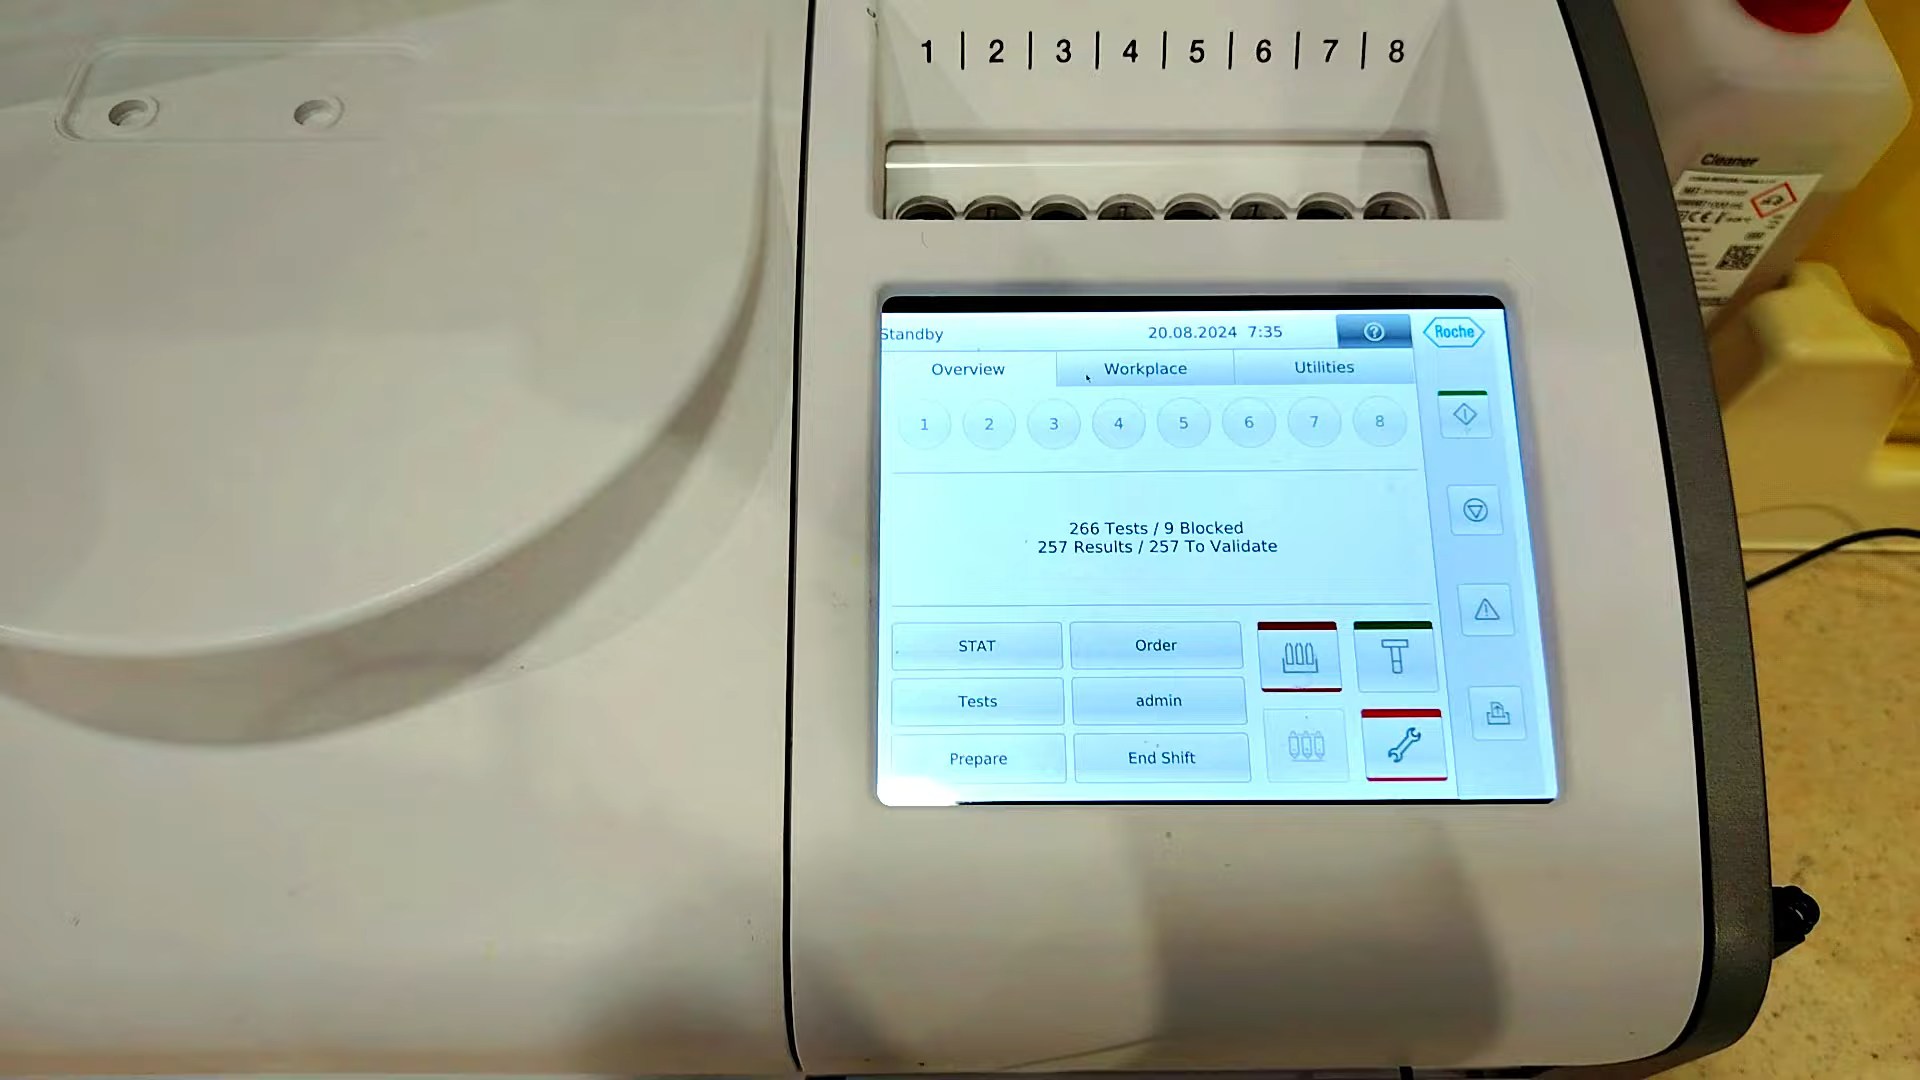 1 | 2 | 3 | 4 | 5 | 6 | 7 | 8
Cleaner
CE
Standby 20.08.2024 7:35 Roche
Overview Workplace Utilities
1 2 3 4 5 6 7 8
266 Tests / 9 Blocked
257 Results / 257 To Validate
STAT Order
Tests admin
Prepare End Shift